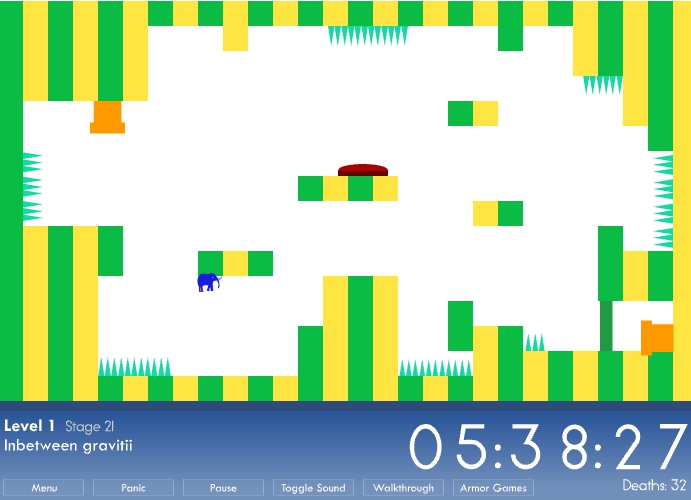 Level 1 Stage 21
Inbetween gravitii
05:38:27
Menu
Panic
Pause
Toggle Sound
Walkthrough
Armor Games
Deaths: 32